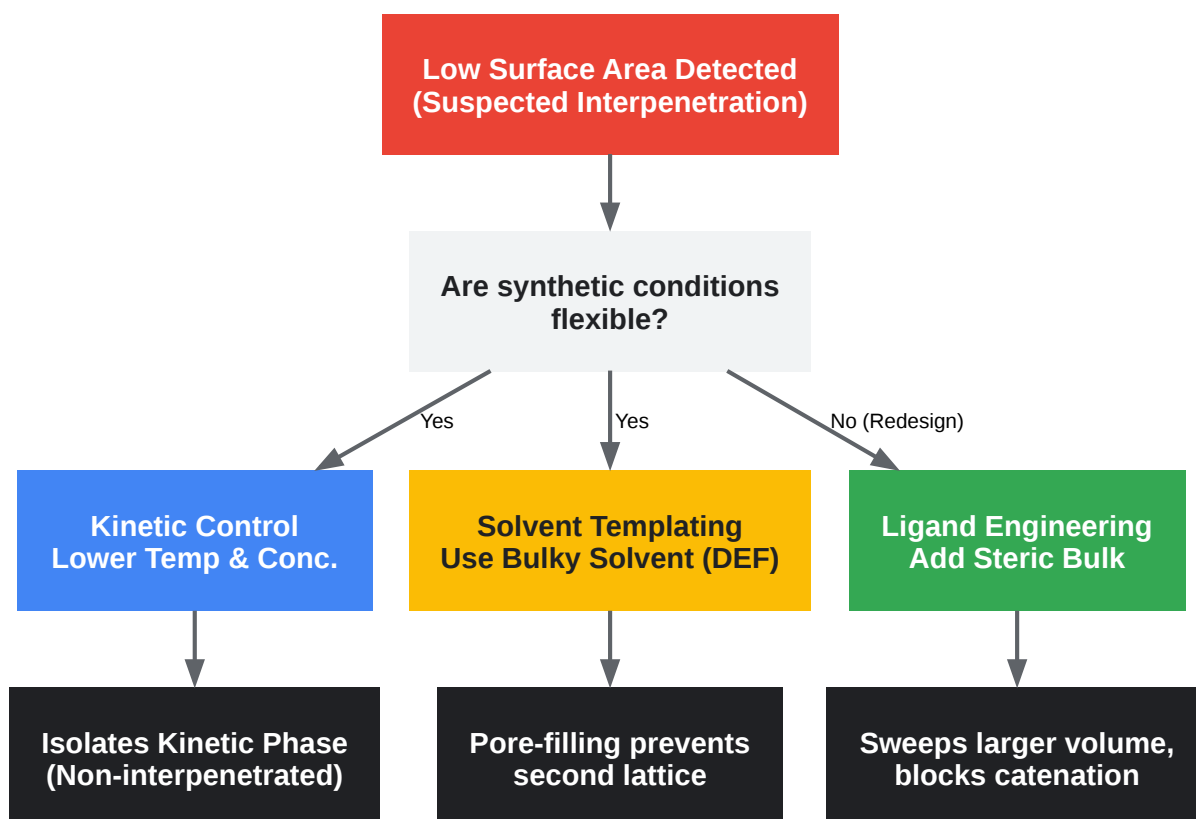 Low Surface Area Detected
(Suspected Interpenetration)
Are synthetic conditions
flexible?
Yes
Yes
No (Redesign)
Kinetic Control
Lower Temp & Conc.
Solvent Templating
Use Bulky Solvent (DEF)
Ligand Engineering
Add Steric Bulk
Isolates Kinetic Phase
(Non-interpenetrated)
Pore-filling prevents
second lattice
Sweeps larger volume,
blocks catenation